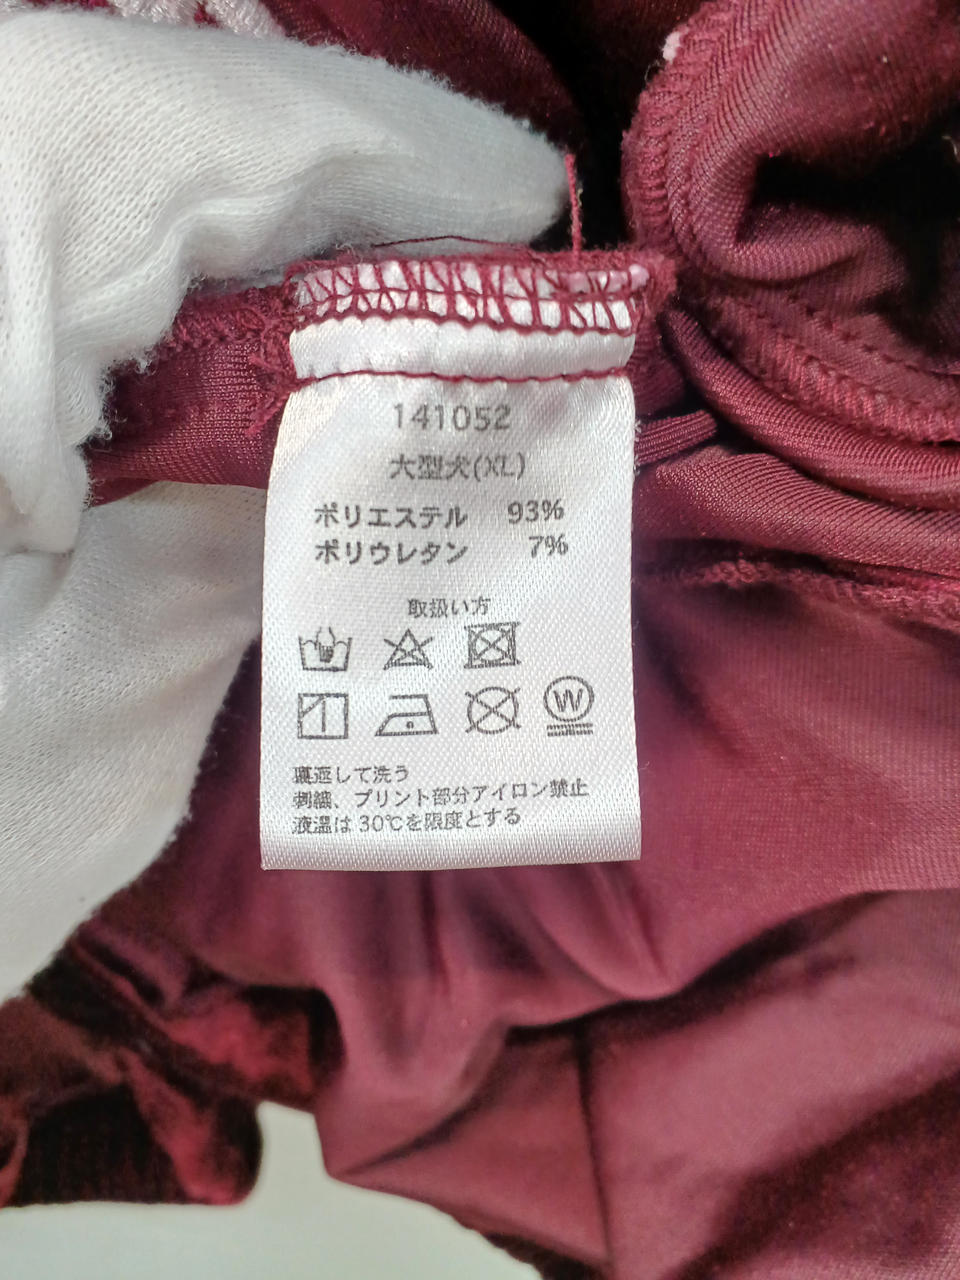 141052
大型犬(XL)
ポリエステル 93%
ポリウレタン 7%
取扱い方
W
裏返して洗う
刺繍、プリント部分アイロン禁止
液温は 30℃を限度とする